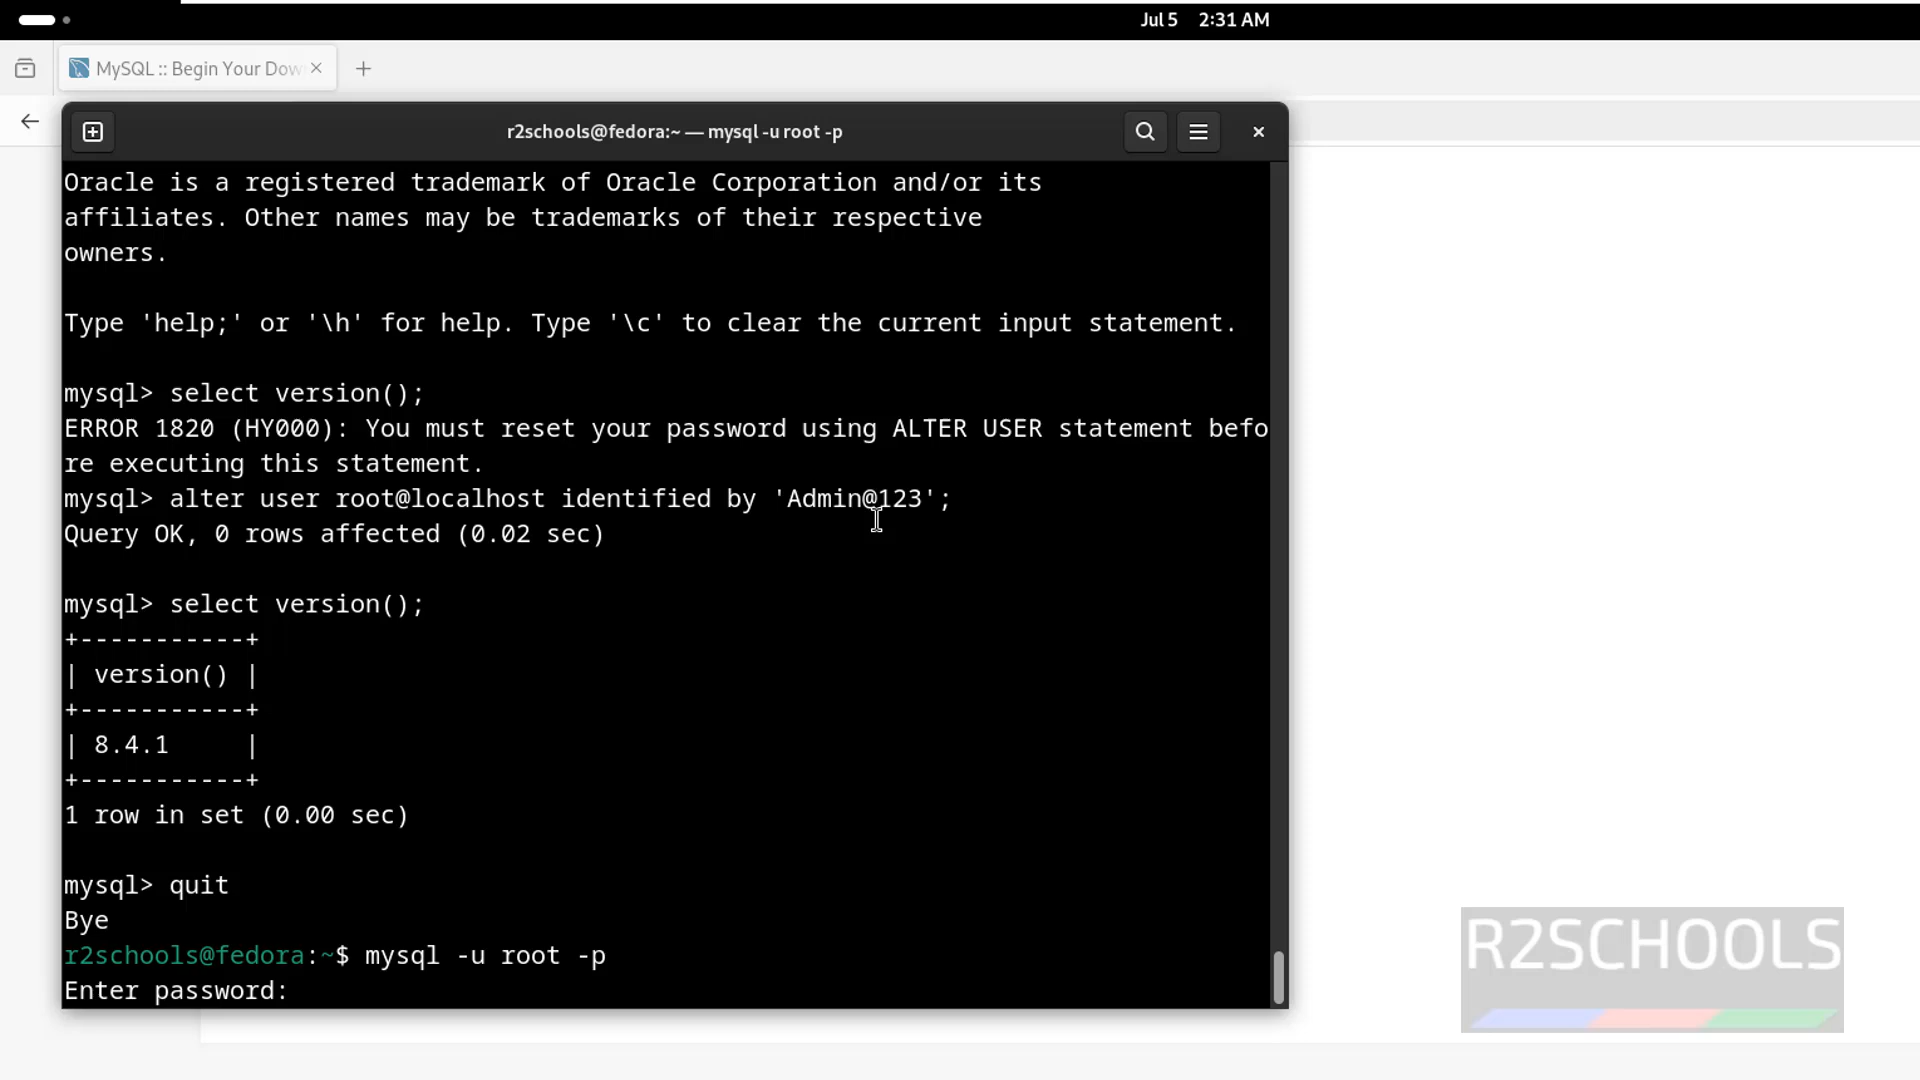 Jul 5 2:31 AM
MySQL :: Begin Your Dow
r2schools@fedora:~ — mysql -u root -p
Oracle is a registered trademark of Oracle Corporation and/or its
affiliates. Other names may be trademarks of their respective
owners.
Type 'help;' or '\h' for help. Type '\c' to clear the current input statement.
mysql> select version();
ERROR 1820 (HY000): You must reset your password using ALTER USER statement befo
re executing this statement.
mysql> alter user root@localhost identified by 'Admin@123';
Query OK, 0 rows affected (0.02 sec)
mysql> select version();
+-----------+
| version() |
+-----------+
| 8.4.1     |
+-----------+
1 row in set (0.00 sec)
mysql> quit
Bye
r2schools@fedora:~$ mysql -u root -p
Enter password:
R2SCHOOLS